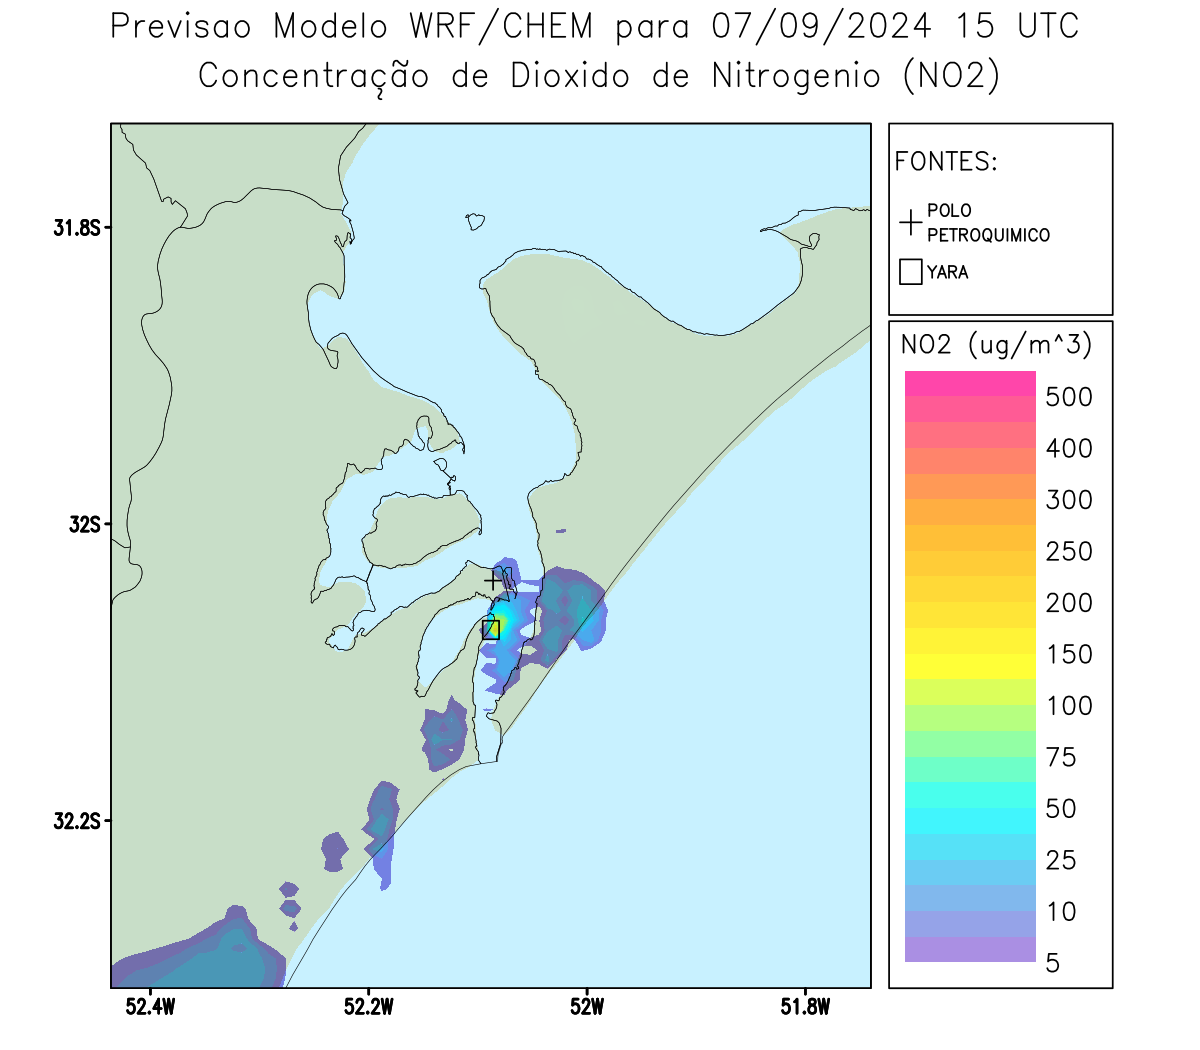 Previsao Modelo WRF/CHEM para 07/09/2024 15 UTC
Concentração de Dioxido de Nitrogenio (NO2)
FONTES:
POLO
PETROQUIMICO
YARA
31.8S
32S
32.2S
52.4W
52.2W
52W
51.8W
NO2 (ug/m^3)
500
400
300
250
200
150
100
75
50
25
10
5